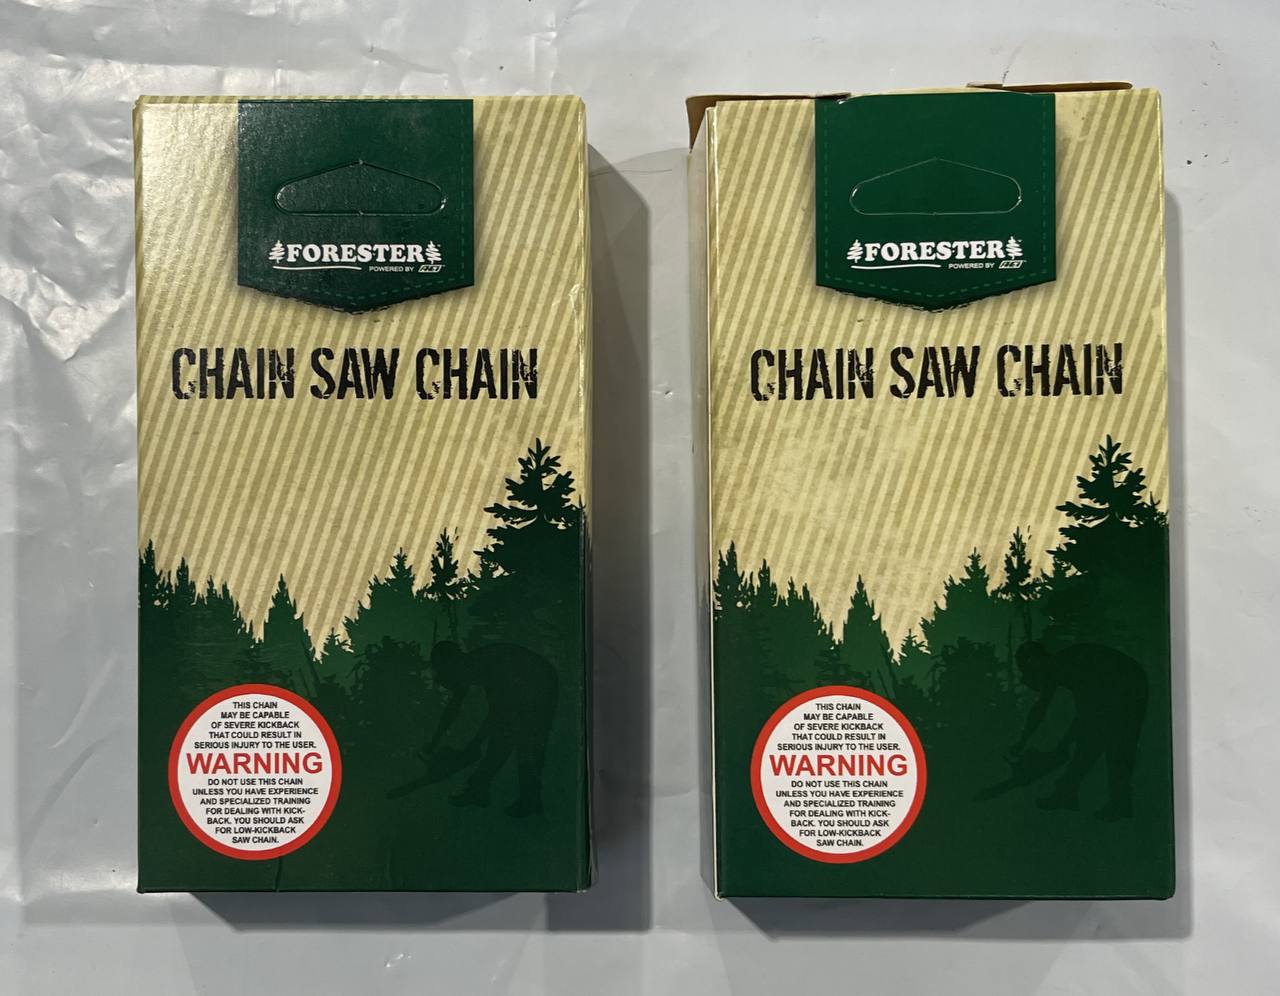 FORESTER
POWERED BY
CHAIN SAW CHAIN
THIS CHAIN
MAY BE CAPABLE
OF SEVERE KICKBACK
THAT COULD RESULT IN
SERIOUS INJURY TO THE USER.
WARNING
DO NOT USE THIS CHAIN
UNLESS YOU HAVE EXPERIENCE
AND SPECIALIZED TRAINING
FOR DEALING WITH KICK-
BACK. YOU SHOULD ASK
FOR LOW-KICKBACK
SAW CHAIN.
FORESTER
POWERED BY
CHAIN SAW CHAIN
THIS CHAIN
MAY BE CAPABLE
OF SEVERE KICKBACK
THAT COULD RESULT IN
SERIOUS INJURY TO THE USER.
WARNING
DO NOT USE THIS CHAIN
UNLESS YOU HAVE EXPERIENCE
AND SPECIALIZED TRAINING
FOR DEALING WITH KICK-
BACK. YOU SHOULD ASK
FOR LOW-KICKBACK
SAW CHAIN.